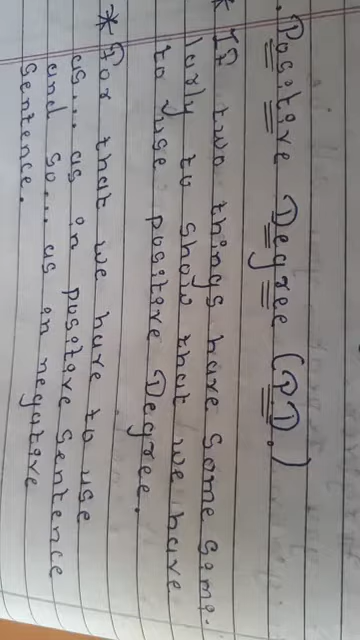 . Positive Degree (P.D.)
* If two things have some same-
larly to show that we have
to use positive Degree.
* For that we have to use
as... as in positive sentence
and so... as in negative
sentence.